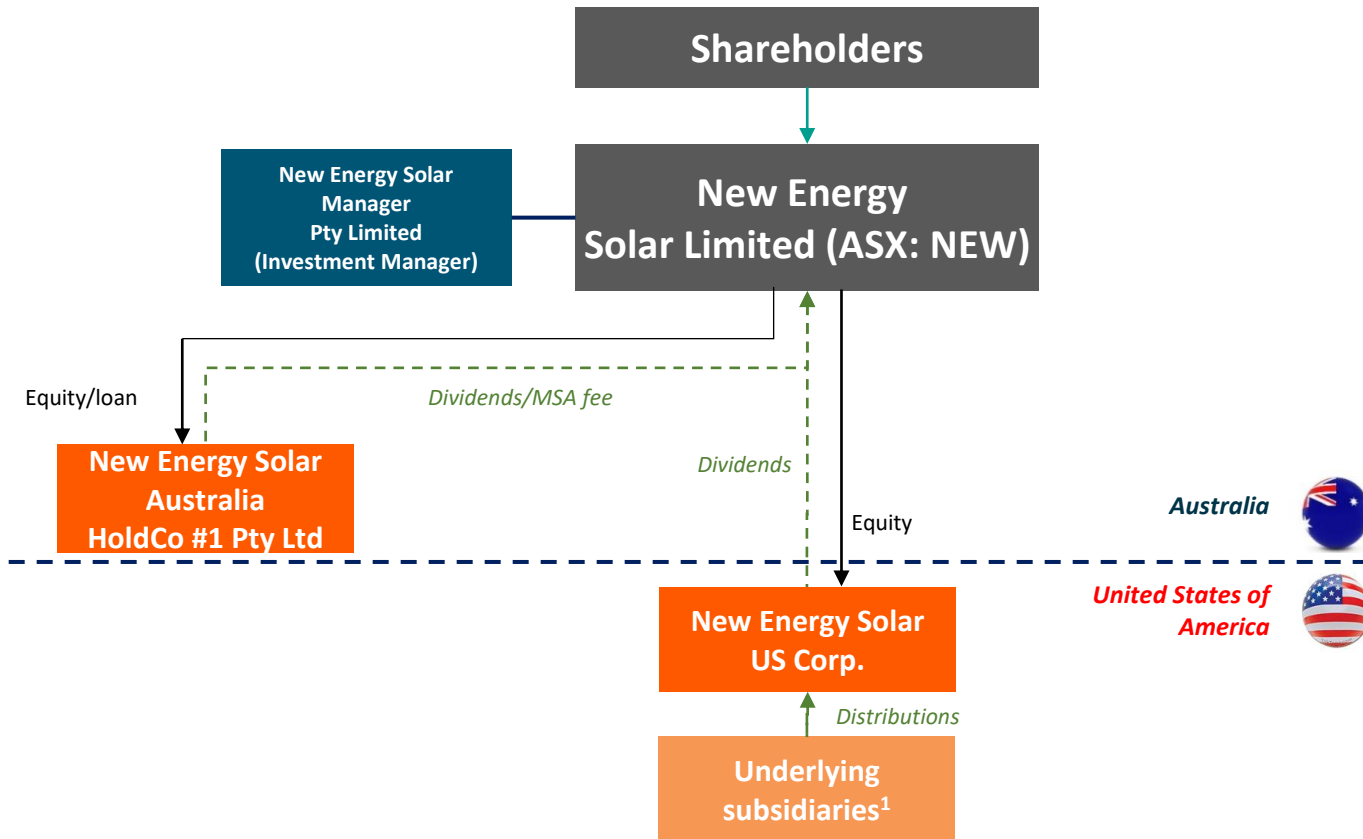 Shareholders
New Energy Solar
Manager
Pty Limited
(Investment Manager)
New Energy
Solar Limited (ASX: NEW)
Equity/loan
Dividends/MSA fee
New Energy Solar
Australia
HoldCo #1 Pty Ltd
Dividends
Equity
Australia
United States of
America
New Energy Solar
US Corp.
Distributions
Underlying
subsidiaries¹